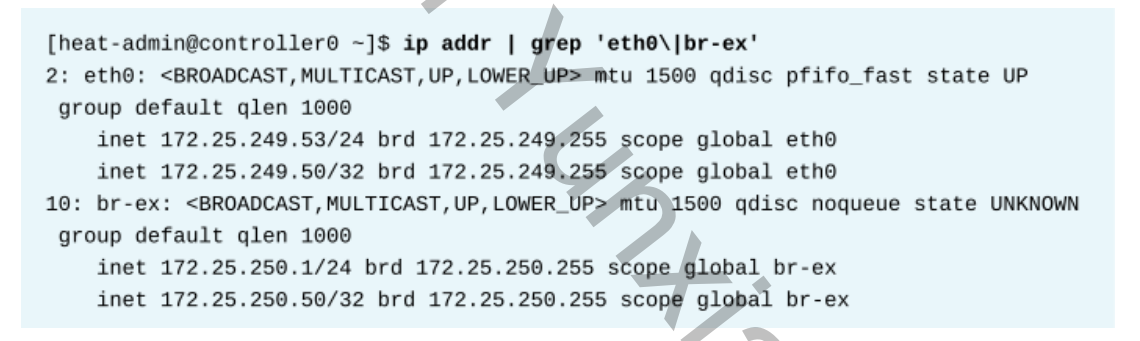 [heat-admin@controller0 ~]$ ip addr | grep 'eth0\|br-ex'
2: eth0: <BROADCAST,MULTICAST,UP,LOWER_UP> mtu 1500 qdisc pfifo_fast state UP
 group default qlen 1000
    inet 172.25.249.53/24 brd 172.25.249.255 scope global eth0
    inet 172.25.249.50/32 brd 172.25.249.255 scope global eth0
10: br-ex: <BROADCAST,MULTICAST,UP,LOWER_UP> mtu 1500 qdisc noqueue state UNKNOWN
 group default qlen 1000
    inet 172.25.250.1/24 brd 172.25.250.255 scope global br-ex
    inet 172.25.250.50/32 brd 172.25.250.255 scope global br-ex